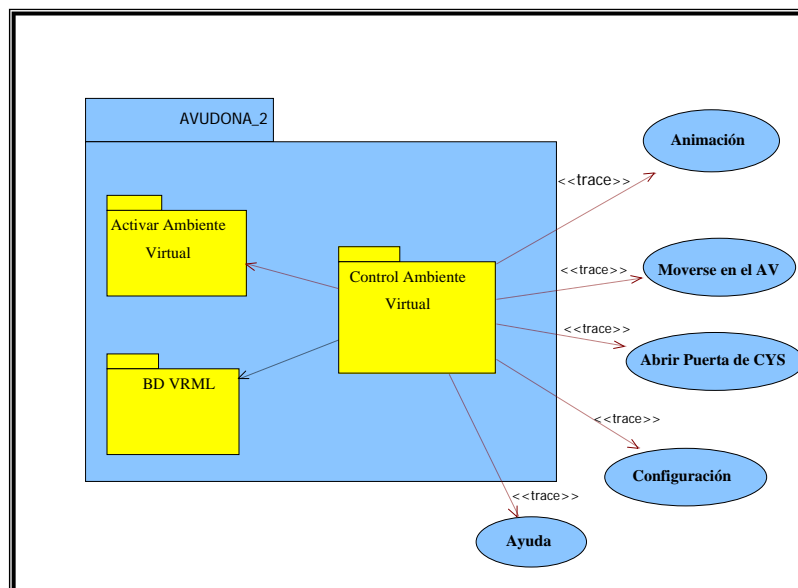 AVUDONA_2
Animación
<<trace>>
Activar Ambiente
Virtual
Control Ambiente
Virtual
<<trace>>
Moverse en el AV
<<trace>>
Abrir Puerta de CYS
BD VRML
<<trace>>
Configuración
<<trace>>
Ayuda